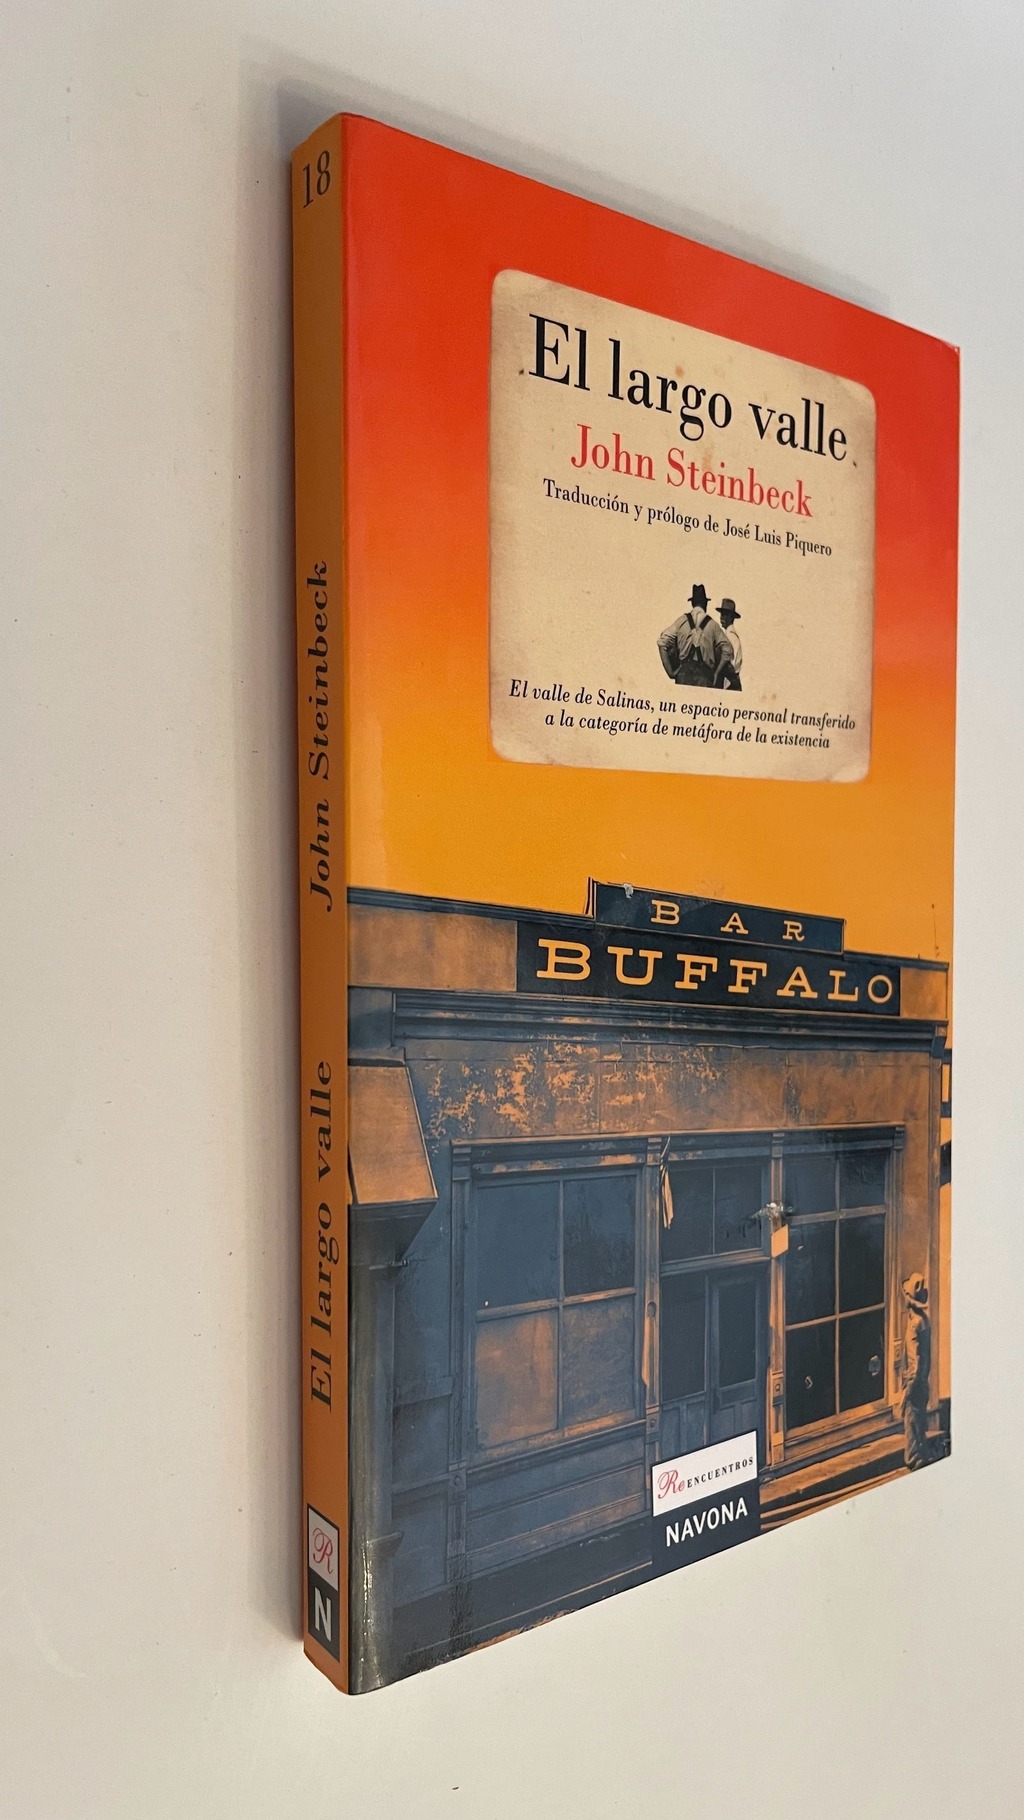 18
John Steinbeck
El largo valle
R
N
El largo valle
John Steinbeck
Traducción y prólogo de José Luis Piquero
El valle de Salinas, un espacio personal transferido
a la categoría de metáfora de la existencia
BAR
BUFFALO
ReENCUENTROS
NAVONA